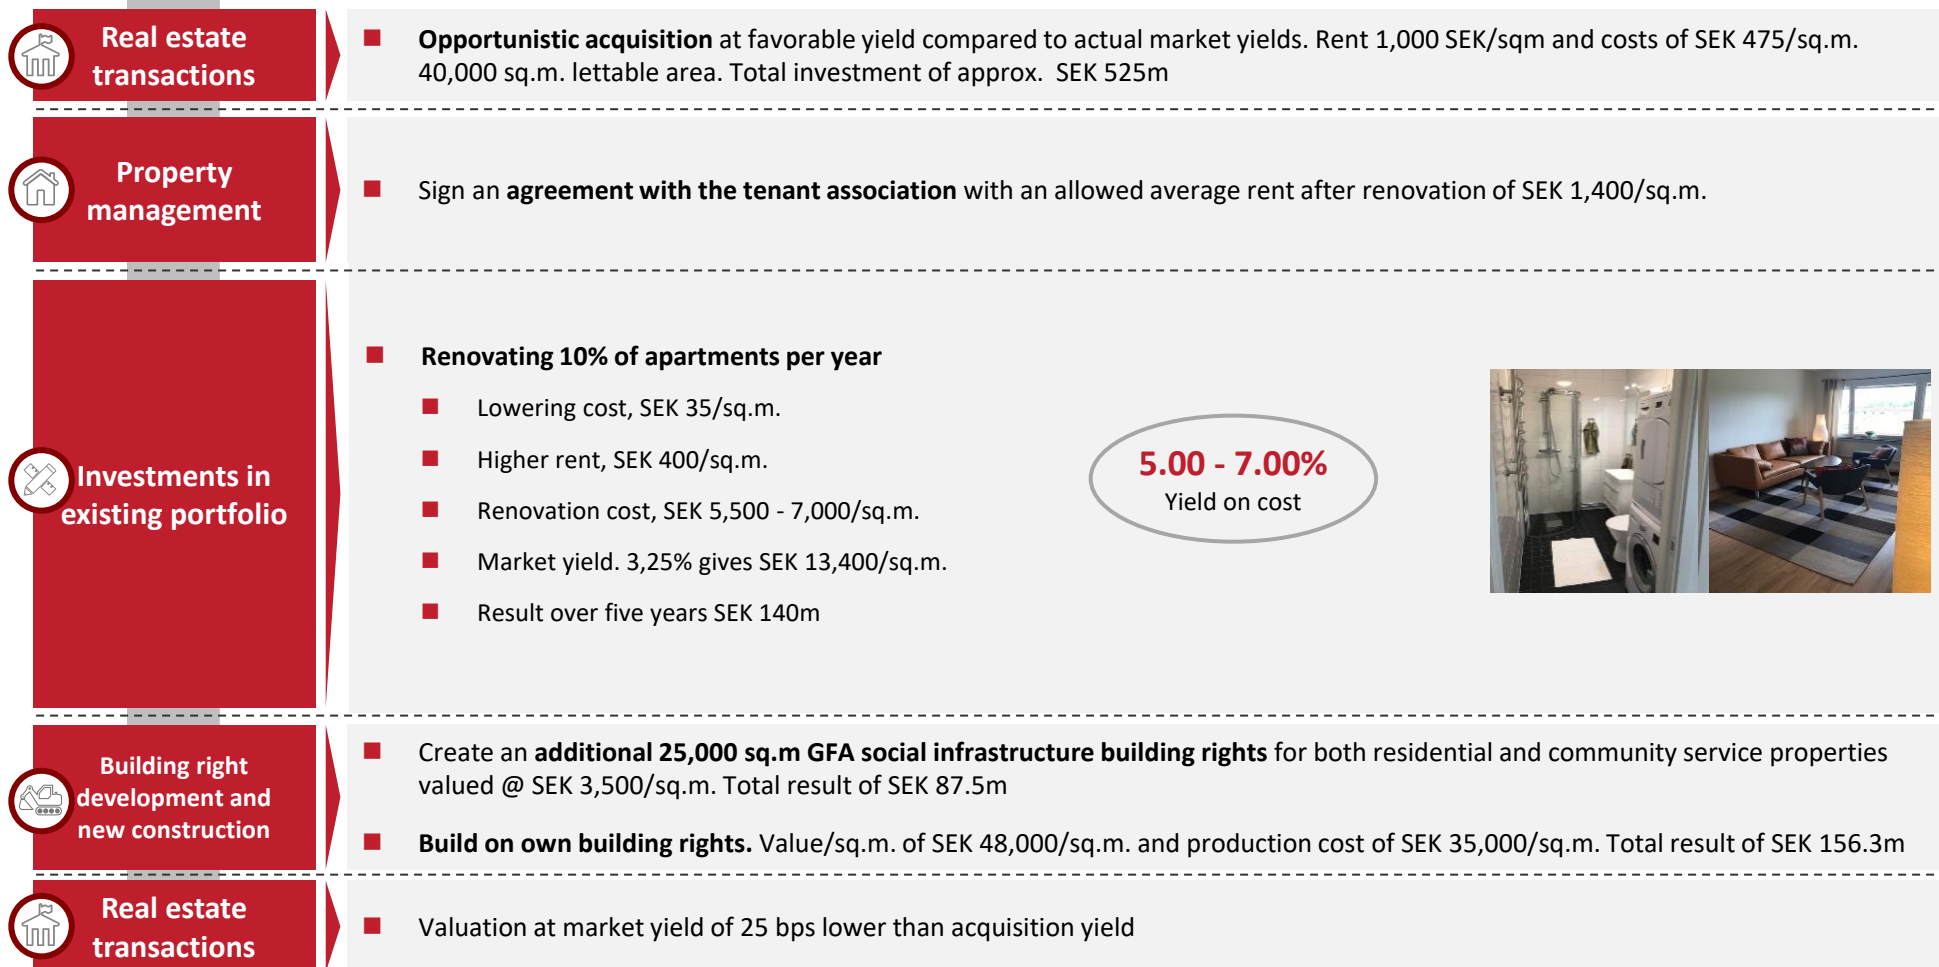 Real estate
transactions
Opportunistic acquisition at favorable yield compared to actual market yields. Rent 1,000 SEK/sqm and costs of SEK 475/sq.m.
40,000 sq.m. lettable area. Total investment of approx. SEK 525m
Property
management
Sign an agreement with the tenant association with an allowed average rent after renovation of SEK 1,400/sq.m.
Investments in
existing portfolio
Renovating 10% of apartments per year
Lowering cost, SEK 35/sq.m.
Higher rent, SEK 400/sq.m.
Renovation cost, SEK 5,500 - 7,000/sq.m.
Market yield. 3,25% gives SEK 13,400/sq.m.
Result over five years SEK 140m
5.00 - 7.00%
Yield on cost
Building right
development and
new construction
Create an additional 25,000 sq.m GFA social infrastructure building rights for both residential and community service properties
valued @ SEK 3,500/sq.m. Total result of SEK 87.5m
Build on own building rights. Value/sq.m. of SEK 48,000/sq.m. and production cost of SEK 35,000/sq.m. Total result of SEK 156.3m
Real estate
transactions
Valuation at market yield of 25 bps lower than acquisition yield